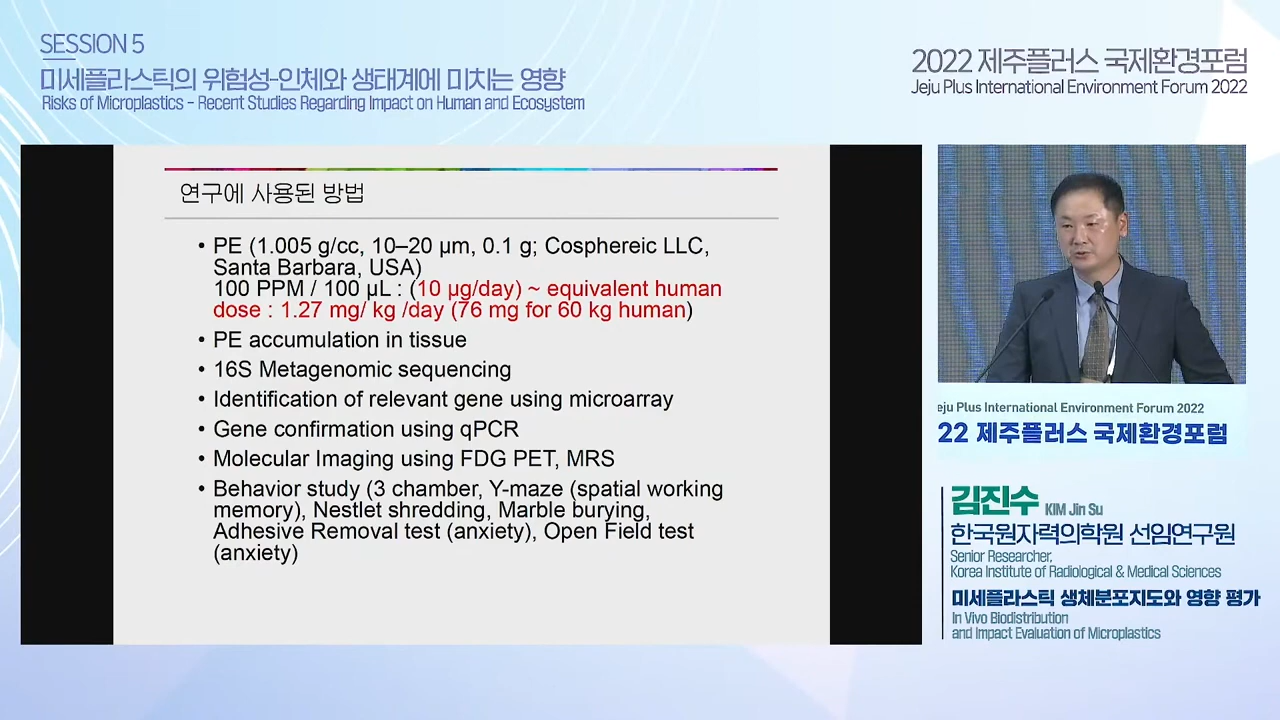 SESSION 5
미세플라스틱의 위험성-인체와 생태계에 미치는 영향
Risks of Microplastics – Recent Studies Regarding Impact on Human and Ecosystem
2022 제주플러스 국제환경포럼
Jeju Plus International Environment Forum 2022
연구에 사용된 방법
• PE (1.005 g/cc, 10–20 μm, 0.1 g; Cosphereic LLC,
Santa Barbara, USA)
100 PPM / 100 μL : (10 μg/day) ~ equivalent human
dose : 1.27 mg/ kg /day (76 mg for 60 kg human)
• PE accumulation in tissue
• 16S Metagenomic sequencing
• Identification of relevant gene using microarray
• Gene confirmation using qPCR
• Molecular Imaging using FDG PET, MRS
• Behavior study (3 chamber, Y-maze (spatial working
memory), Nestlet shredding, Marble burying,
Adhesive Removal test (anxiety), Open Field test
(anxiety)
eju Plus International Environment Forum 2022
22 제주플러스 국제환경포럼
김진수 KIM Jin Su
한국원자력의학원 선임연구원
Senior Researcher,
Korea Institute of Radiological & Medical Sciences
미세플라스틱 생체분포지도와 영향 평가
In Vivo Biodistribution
and Impact Evaluation of Microplastics